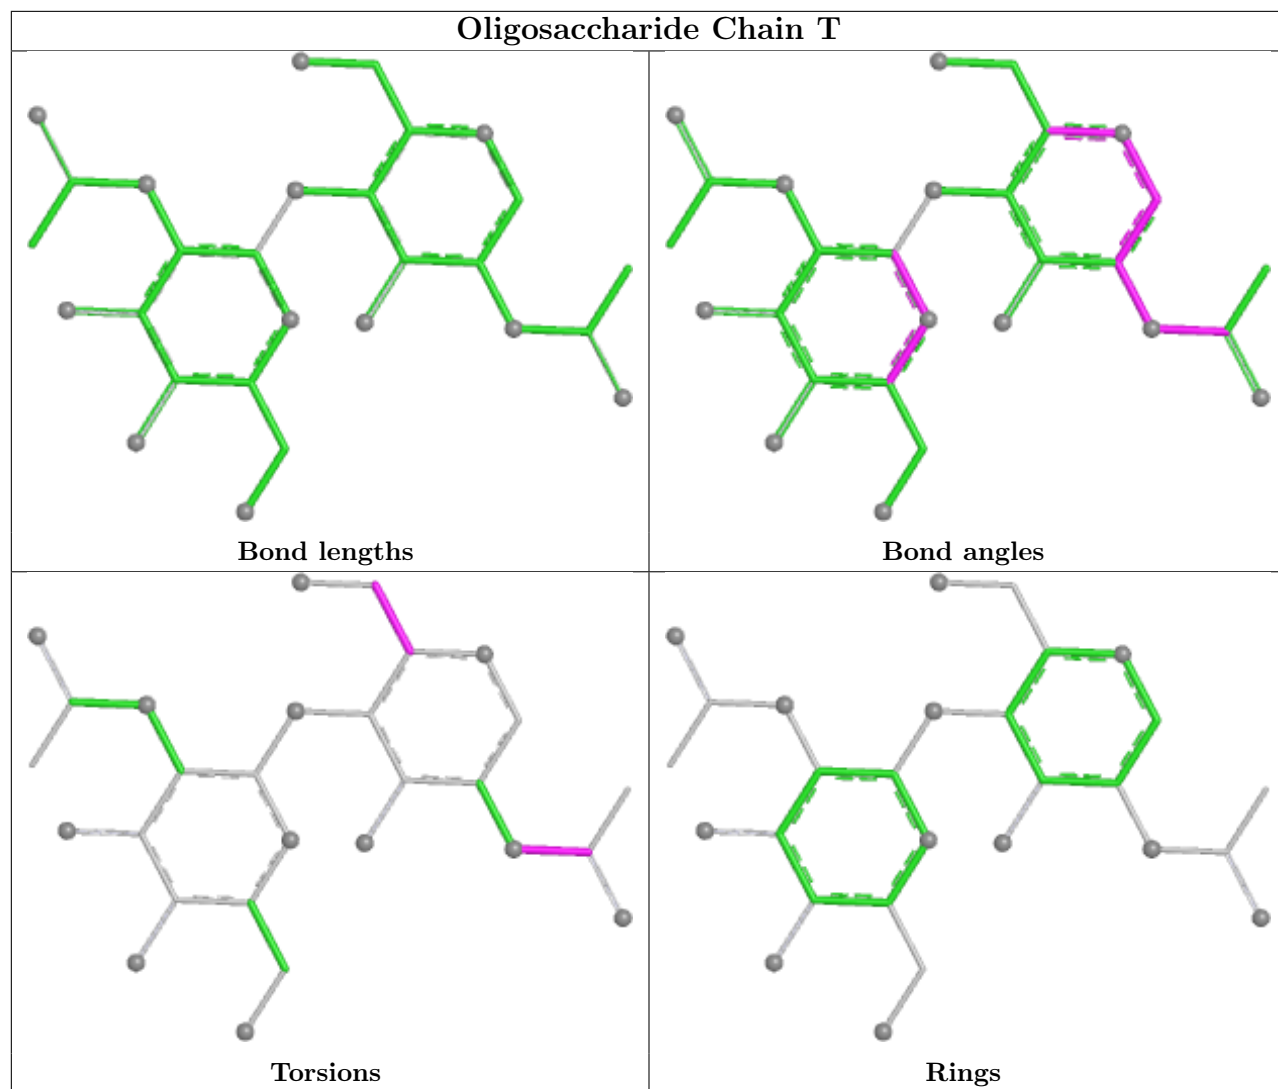 Oligosaccharide Chain T
Bond lengths
Bond angles
Torsions
Rings